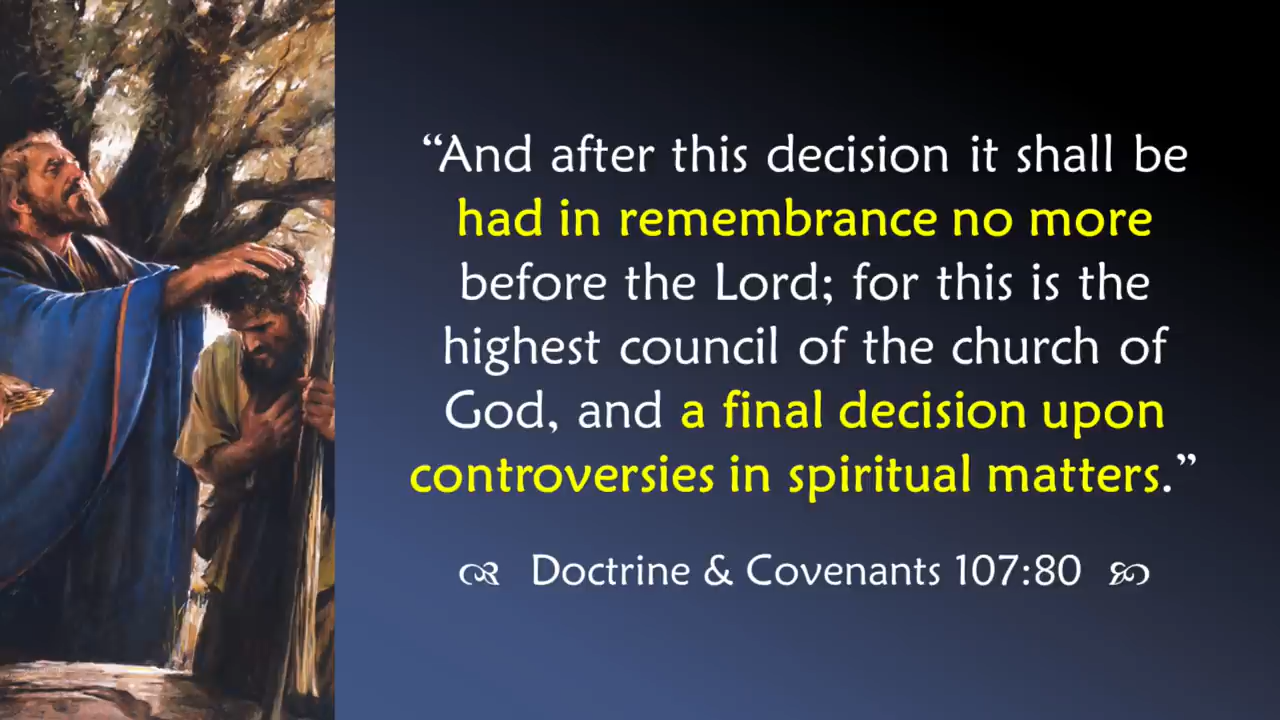 “And after this decision it shall be
had in remembrance no more
before the Lord; for this is the
highest council of the church of
God, and a final decision upon
controversies in spiritual matters.”
Doctrine & Covenants 107:80